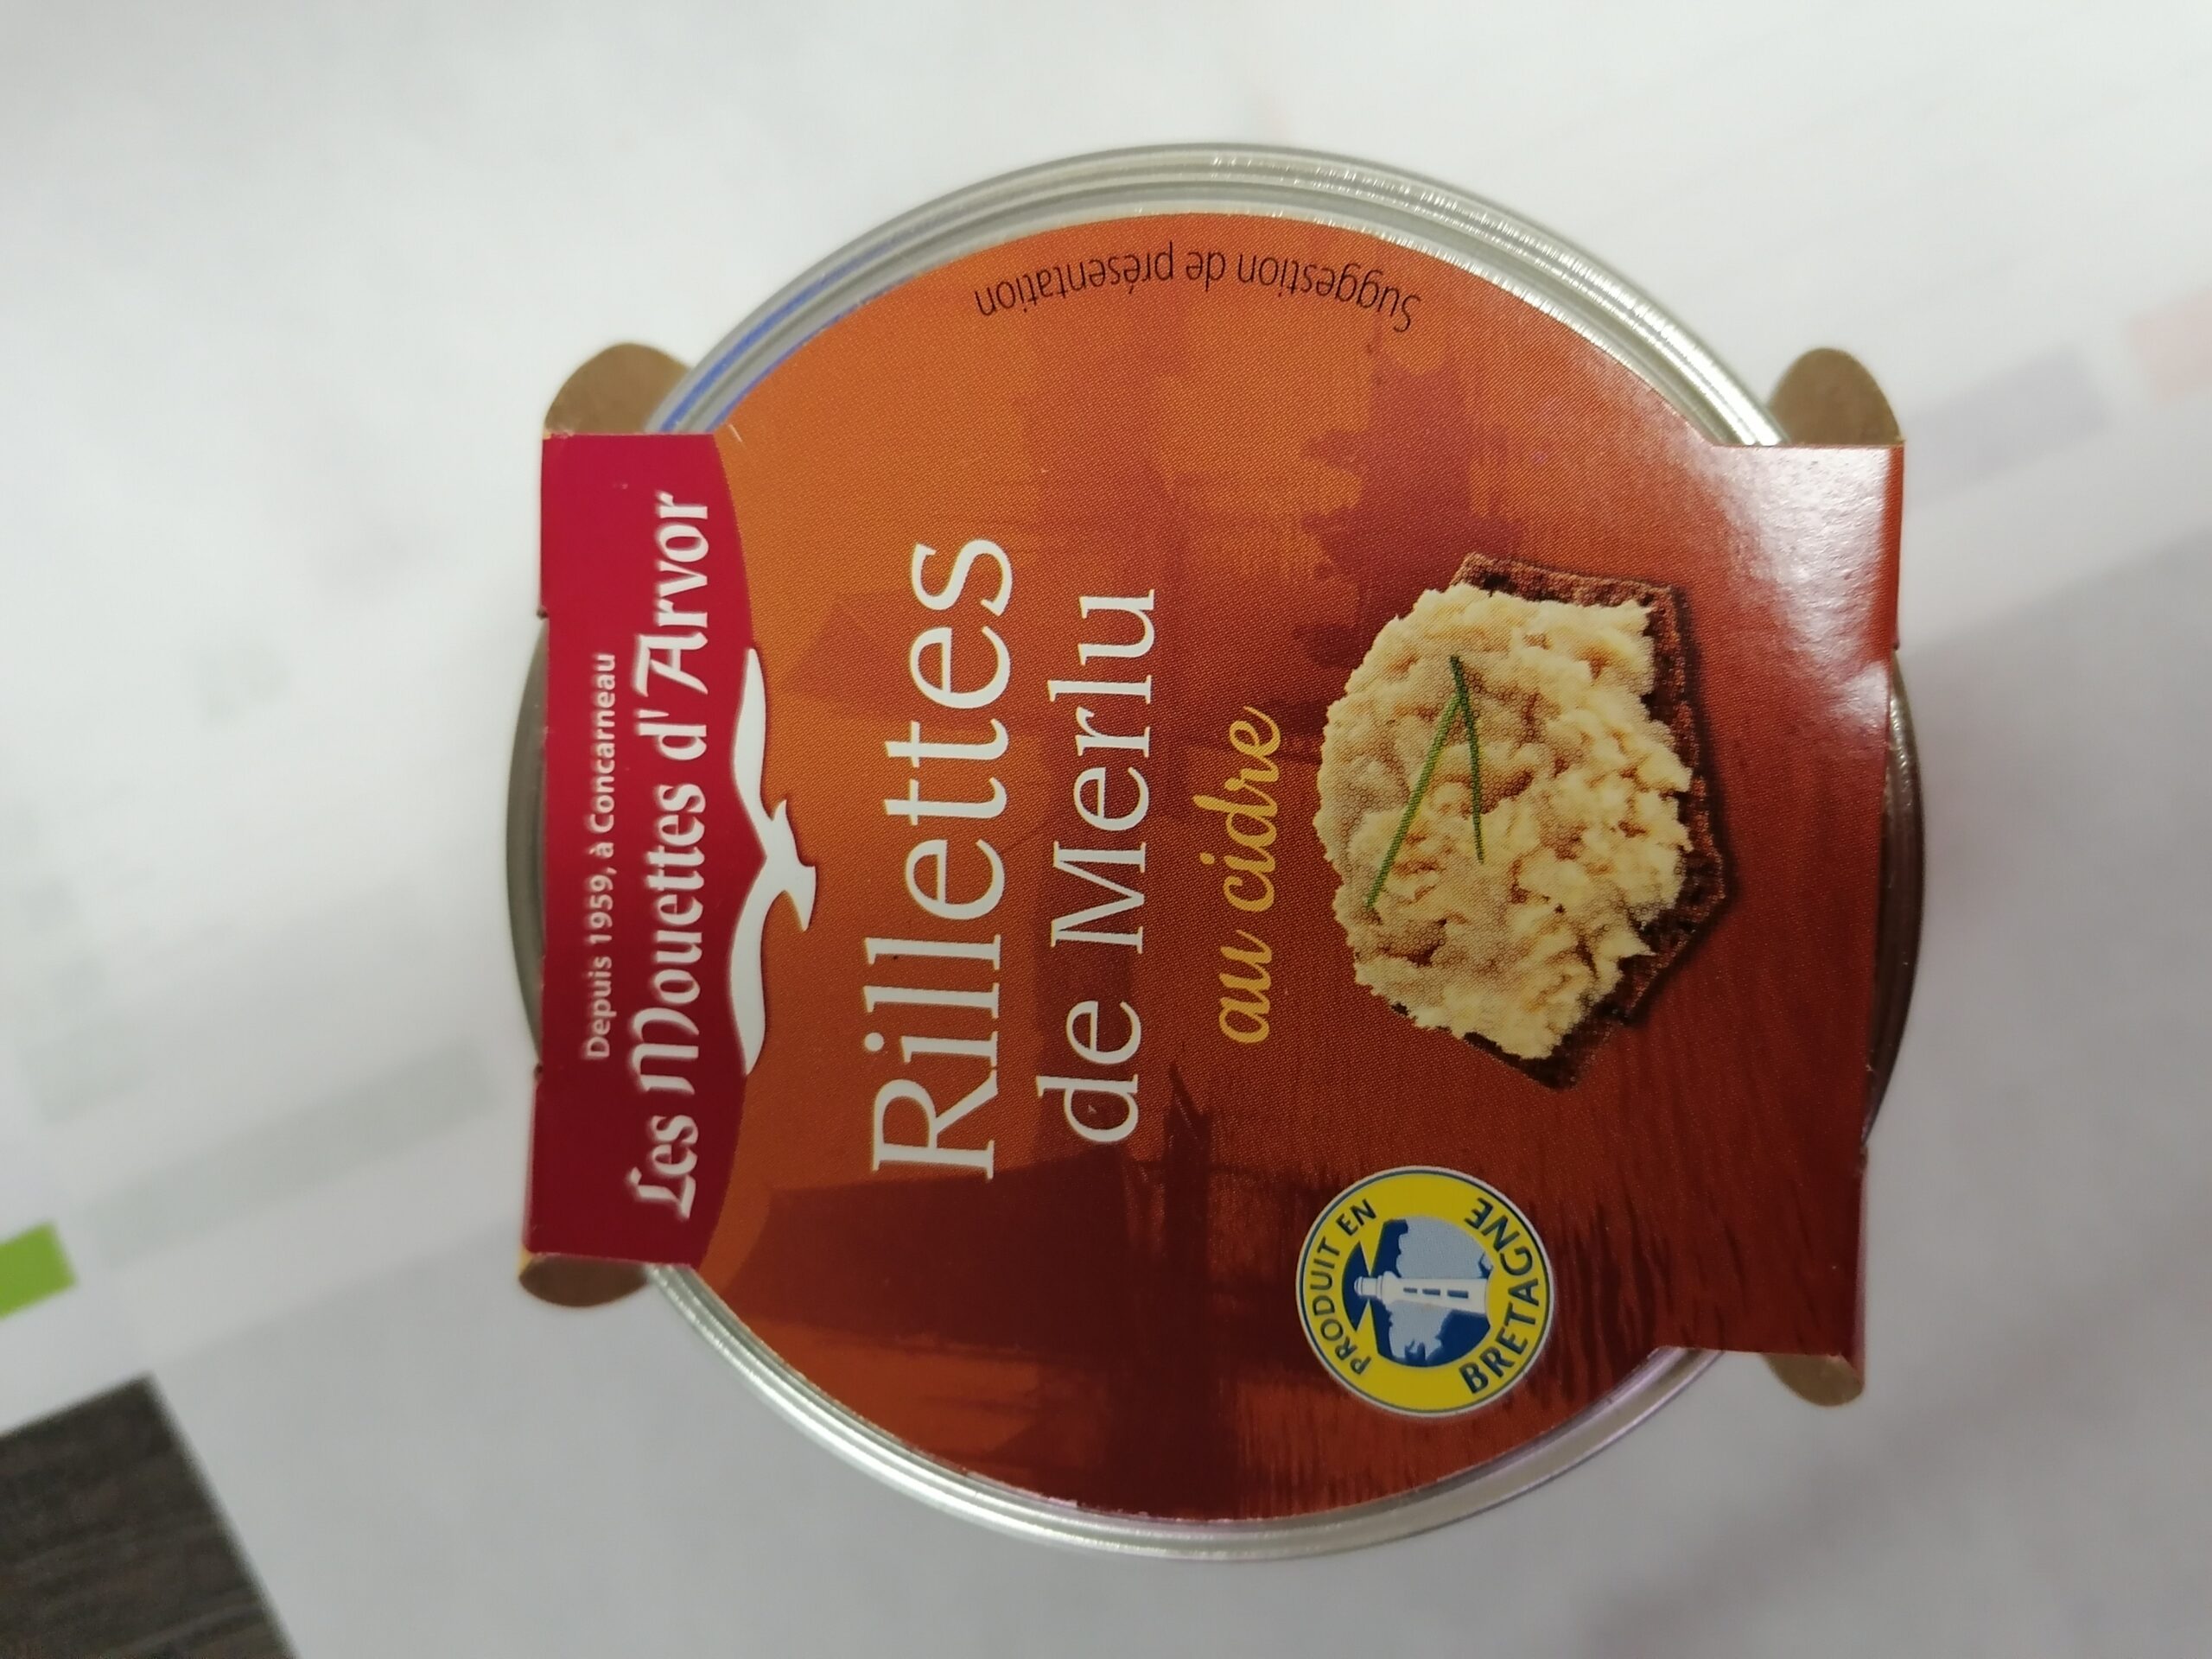 Depuis 1959, à Concarneau
Les Mouettes d'Arvor
Rillettes
de Merlu
au cidre
PRODUIT EN
BRETAGNE
Suggestion de présentation